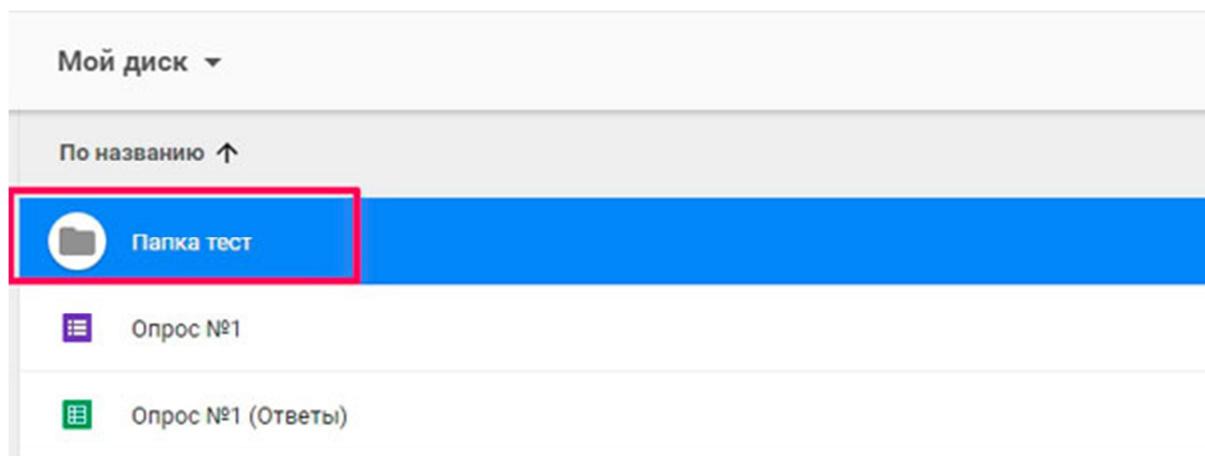 Мой диск
По названию
Папка тест
Опрос №1
Опрос №1 (Ответы)